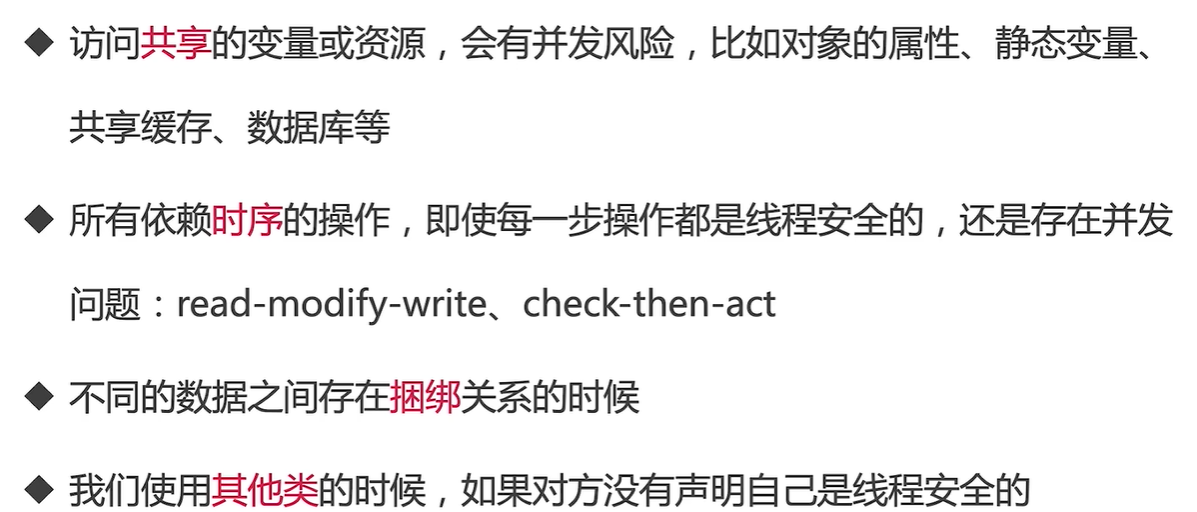 ◆ 访问共享的变量或资源，会有并发风险，比如对象的属性、静态变量、
共享缓存、数据库等
◆ 所有依赖时序的操作，即使每一步操作都是线程安全的，还是存在并发
问题：read-modify-write、check-then-act
◆ 不同的数据之间存在捆绑关系的时候
◆ 我们使用其他类的时候，如果对方没有声明自己是线程安全的